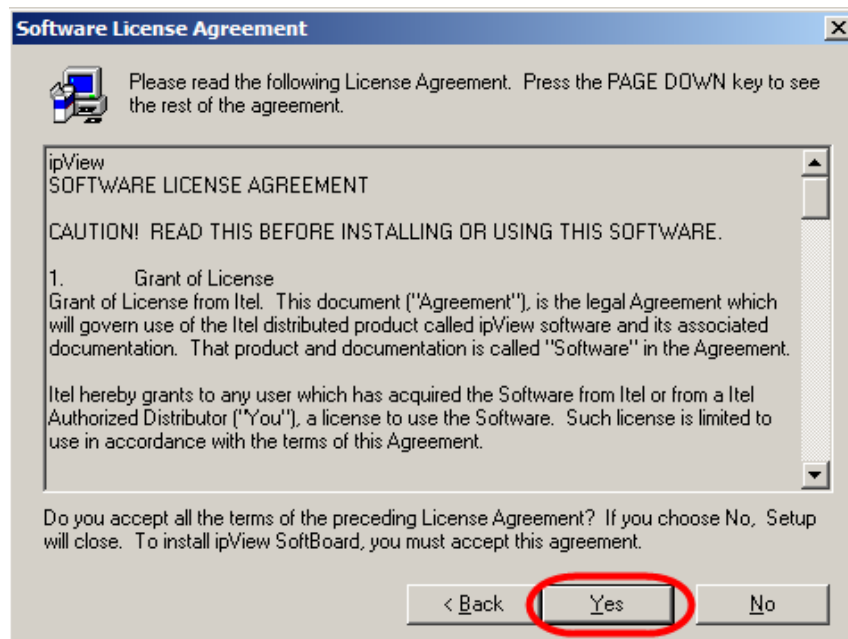 Software License Agreement
Please read the following License Agreement.  Press the PAGE DOWN key to see
the rest of the agreement.
ipView
SOFTWARE LICENSE AGREEMENT
CAUTION!  READ THIS BEFORE INSTALLING OR USING THIS SOFTWARE.
1.	Grant of License
Grant of License from Itel.  This document ("Agreement"), is the legal Agreement which
will govern use of the Itel distributed product called ipView software and its associated
documentation.  That product and documentation is called "Software" in the Agreement.
Itel hereby grants to any user which has acquired the Software from Itel or from a Itel
Authorized Distributor ("You"), a license to use the Software.  Such license is limited to
use in accordance with the terms of this Agreement.
Do you accept all the terms of the preceding License Agreement?  If you choose No,  Setup
will close.  To install ipView SoftBoard, you must accept this agreement.
< Back Yes No